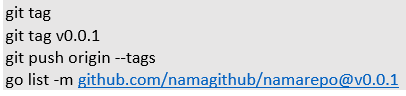 git tag
git tag v0.0.1
git push origin --tags
go list -m github.com/namagithub/namarepo@v0.0.1